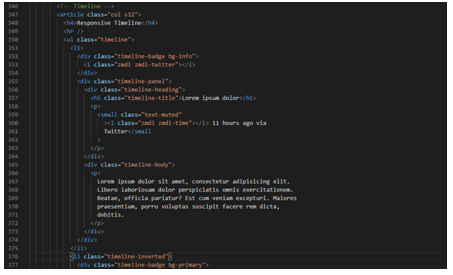 346 <!-- Timeline -->
347 <article class="col s12">
348 <h4>Responsive Timeline</h4>
349 <hr />
350 <ul class="timeline">
351 <li>
352 <div class="timeline-badge bg-info">
353 <i class="zmdi zmdi-twitter"></i>
354 </div>
355 <div class="timeline-panel">
356 <div class="timeline-heading">
357 <h5 class="timeline-title">Lorem ipsum dolor</h5>
358 <p>
359 <small class="text-muted"
360 ><i class="zmdi zmdi-time"></i> 11 hours ago via
361 Twitter</small
362 >
363 </p>
364 </div>
365 <div class="timeline-body">
366 <p>
367 Lorem ipsum dolor sit amet, consectetur adipisicing elit.
368 Libero laboriosam dolor perspiciatis omnis exercitationem.
369 Beatae, officia pariatur? Est cum veniam excepturi. Maiores
370 praesentium, porro voluptas suscipit facere rem dicta,
371 debitis.
372 </p>
373 </div>
374 </div>
375 </li>
376 <li class="timeline-inverted">
377 <div class="timeline-badge bg-primary">